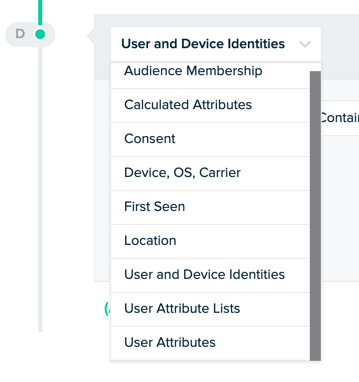 D
User and Device Identities
Audience Membership
Calculated Attributes
Contai
Consent
Device, OS, Carrier
First Seen
Location
User and Device Identities
User Attribute Lists
User Attributes